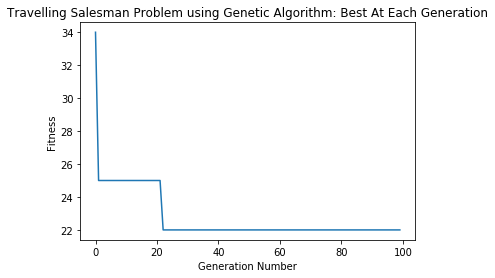 Travelling Salesman Problem using Genetic Algorithm: Best At Each Generation
34
32
30
28
26
24
22
Fitness
0 20 40 60 80 100
Generation Number